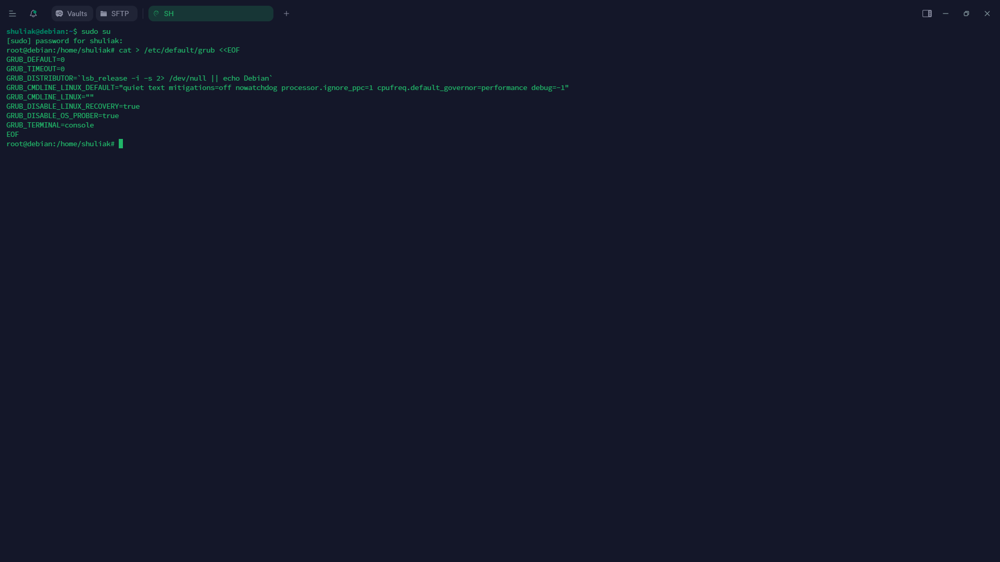 Vaults
SFTP
SH
shuliak@debian:~$ sudo su
[sudo] password for shuliak:
root@debian:/home/shuliak# cat > /etc/default/grub <<EOF
GRUB_DEFAULT=0
GRUB_TIMEOUT=0
GRUB_DISTRIBUTOR=`lsb_release -i -s 2> /dev/null || echo Debian`
GRUB_CMDLINE_LINUX_DEFAULT="quiet text mitigations=off nowatchdog processor.ignore_ppc=1 cpufreq.default_governor=performance debug=-1"
GRUB_CMDLINE_LINUX=""
GRUB_DISABLE_LINUX_RECOVERY=true
GRUB_DISABLE_OS_PROBER=true
GRUB_TERMINAL=console
EOF
root@debian:/home/shuliak#